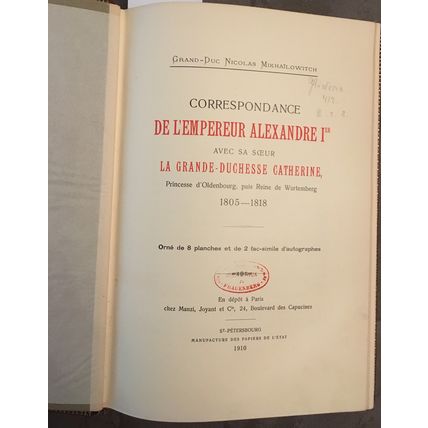 GRAND-DUC NICOLAS MIKHAÏLOWITCH
CORRESPONDANCE
DE L'EMPEREUR ALEXANDRE Iᴱᴿ
AVEC SA SŒUR
LA GRANDE-DUCHESSE CATHERINE,
Princesse d'Oldenbourg, puis Reine de Wurtemberg
1805—1818
Orné de 8 planches et de 2 fac-simile d'autographes
FRAUENBERG
En dépôt à Paris
chez Manzi, Joyant et Cⁱᵉ, 24, Boulevard des Capucines
Sᵀ-PÉTERSBOURG
MANUFACTURE DES PAPIERS DE L'ÉTAT
1910